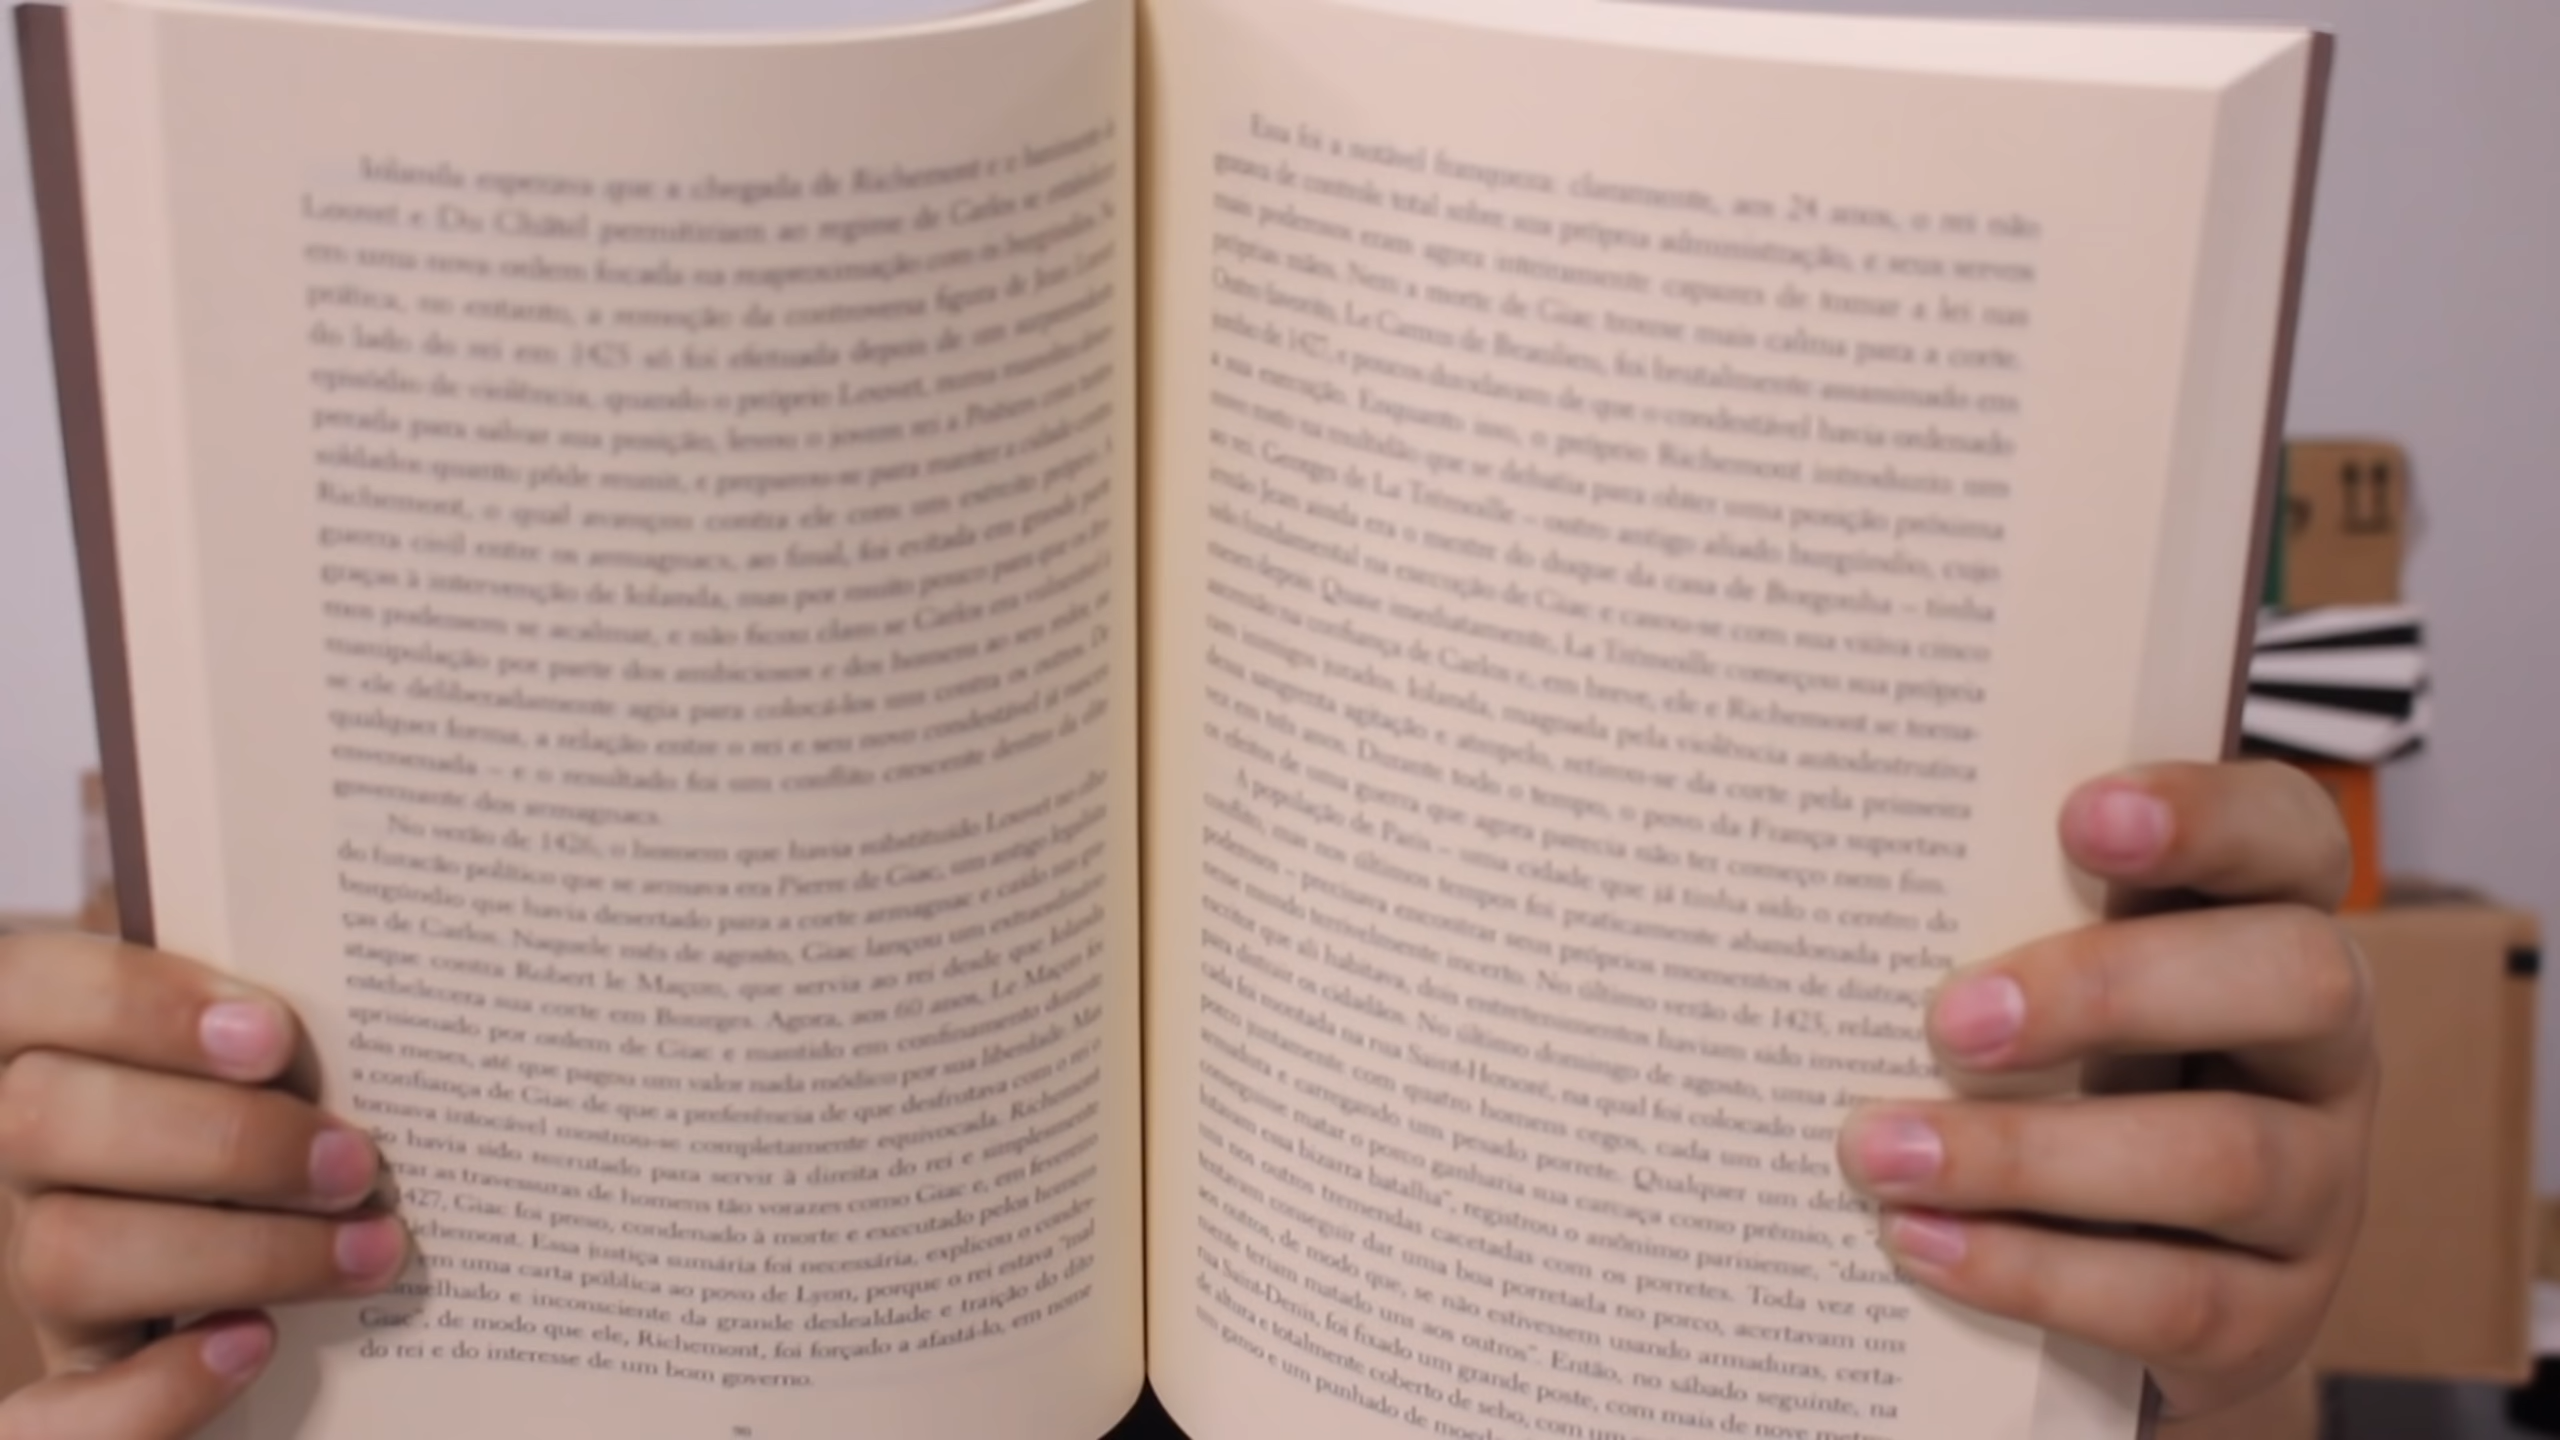 Iolanda esperava que a chegada de Richemont e o
Louvet e Du Châtel permitiriam ao regime de Carlos se
em uma nova ordem focada na reaproximação com os
prática, no entanto, a remoção da controversa figura de Jean Louvet
do lado do rei em 1425 só foi efetuada depois de um
episódio de violência, quando o próprio Louvet, numa
perada para salvar sua posição, levou o jovem rei a Poitiers com
soldados quanto pôde reunir, e preparou-se para manter a cidade contra
Richemont, o qual avançou contra ele com um exército próprio. A
guerra civil entre os armagnacs, ao final, foi evitada em grande parte
graças à intervenção de Iolanda, mas por muito pouco para que os
mos pudessem se acalmar, e não ficou claro se Carlos era vulnerável à
manipulação por parte dos ambiciosos e dos homens ao seu redor, ou
se ele deliberadamente agia para colocá-los uns contra os outros. De
qualquer forma, a relação entre o rei e seu novo condestável já nasceu
envenenada – e o resultado foi um conflito crescente dentro da
governante dos armagnacs.
No verão de 1426, o homem que havia substituído Louvet no olho
do furacão político que se armava era Pierre de Giac, um antigo legalista
burgúndio que havia desertado para a corte armagnac e caído nas gra-
ças de Carlos. Naquele mês de agosto, Giac lançou um extraordinário
ataque contra Robert le Maçon, que servia ao rei desde que Iolanda
estabelecera sua corte em Bourges. Agora, aos 60 anos, Le Maçon foi
aprisionado por ordem de Giac e mantido em confinamento durante
dois meses, até que pagou um valor nada módico por sua liberdade. Mas
a confiança de Giac de que a preferência de que desfrutava com o rei o
tornava intocável mostrou-se completamente equivocada. Richemont
não havia sido recrutado para servir à direita do rei e simplesmente
as travessuras de homens tão vorazes como Giac e, em fevereiro
1427, Giac foi preso, condenado à morte e executado pelos homens
Richemont. Essa justiça sumária foi necessária, explicou o condes-
em uma carta pública ao povo de Lyon, porque o rei estava "mal
aconselhado e inconsciente da grande deslealdade e traição do dito
Giac", de modo que ele, Richemont, foi forçado a afastá-lo, em nome
do rei e do interesse de um bom governo.
Essa foi a notável franqueza: claramente, aos 24 anos, o rei não
gozava de controle total sobre sua própria administração, e seus servos
mais poderosos eram agora inteiramente capazes de tomar a lei nas
próprias mãos. Nem a morte de Giac trouxe mais calma para a corte.
Outro favorito, Le Camus de Beaulieu, foi brutalmente assassinado em
junho de 1427, e poucos duvidavam de que o condestável havia ordenado
a sua execução. Enquanto isso, o próprio Richemont introduziu um
novo rosto na multidão que se debatia para obter uma posição próxima
ao rei. Georges de La Trémoille – outro antigo aliado burgúndio, cujo
irmão Jean ainda era o mestre do duque da casa de Borgonha – tinha
sido fundamental na execução de Giac e casou-se com sua viúva cinco
meses depois. Quase imediatamente, La Trémoille começou sua própria
ascensão na confiança de Carlos e, em breve, ele e Richemont se torna-
ram inimigos jurados. Iolanda, magoada pela violência autodestrutiva
dessa sangrenta agitação e atropelo, retirou-se da corte pela primeira
vez em três anos. Durante todo o tempo, o povo da França suportava
os efeitos de uma guerra que agora parecia não ter começo nem fim.
A população de Paris – uma cidade que já tinha sido o centro do
conflito, mas nos últimos tempos foi praticamente abandonada pelos
poderosos – precisava encontrar seus próprios momentos de distração
nesse mundo terrivelmente incerto. No último verão de 1425, relatou
escritor que ali habitava, dois entretenimentos haviam sido inventados
para distrair os cidadãos. No último domingo de agosto, uma
cada foi montada na rua Saint-Honoré, na qual foi colocado um
porco juntamente com quatro homens cegos, cada um deles
armadura e carregando um pesado porrete. Qualquer um deles
conseguisse matar o porco ganharia sua carcaça como prêmio, e
lutaram essa bizarra batalha", registrou o anônimo parisiense, "dando
uns nos outros tremendas cacetadas com os porretes. Toda vez que
tentavam conseguir dar uma boa porretada no porco, acertavam uns
aos outros, de modo que, se não estivessem usando armaduras, certa-
mente teriam matado uns aos outros". Então, no sábado seguinte, na
rua Saint-Denis, foi fixado um grande poste, com mais de nove metros
de altura e totalmente coberto de sebo, com um
um ganso e um punhado de